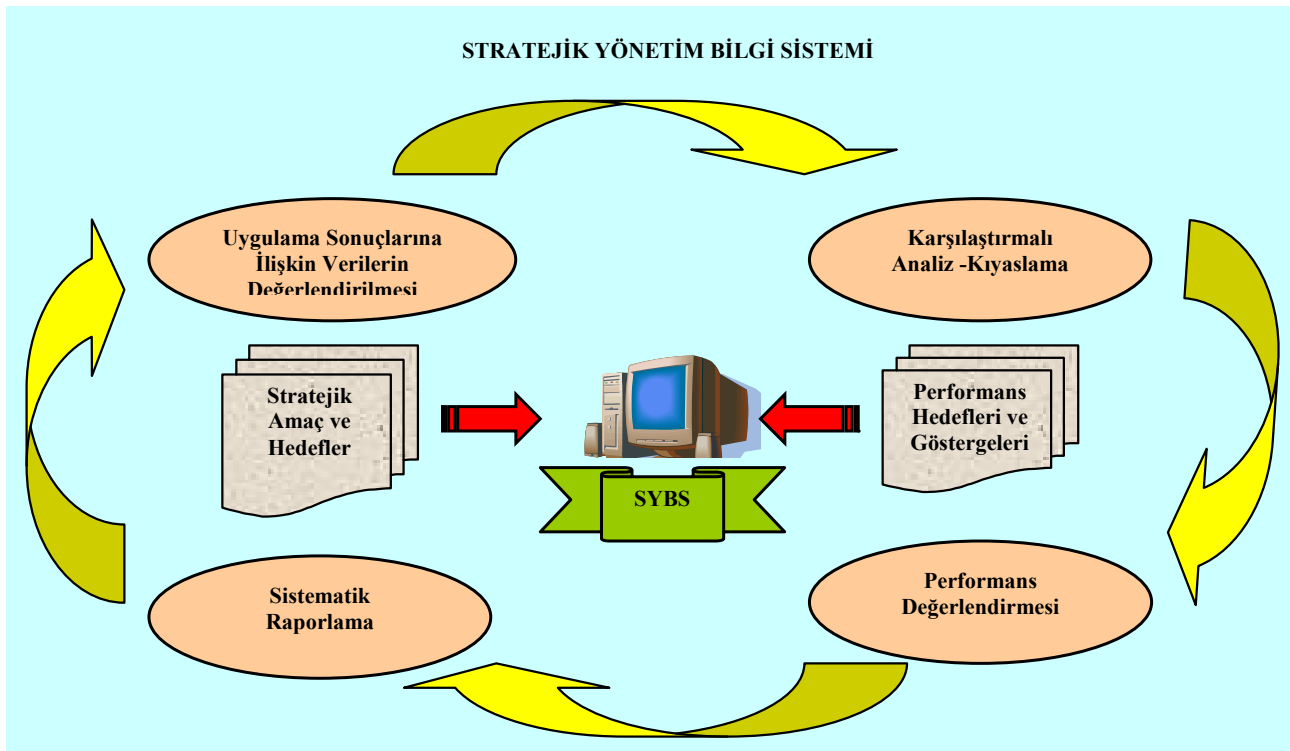 STRATEJİK YÖNETİM BİLGİ SİSTEMİ
Uygulama Sonuçlarına
İlişkin Verilerin
Değerlendirilmesi
Karşılaştırmalı
Analiz -Kıyaslama
Stratejik
Amaç ve
Hedefler
Performans
Hedefleri ve
Göstergeleri
SYBS
Sistematik
Raporlama
Performans
Değerlendirmesi